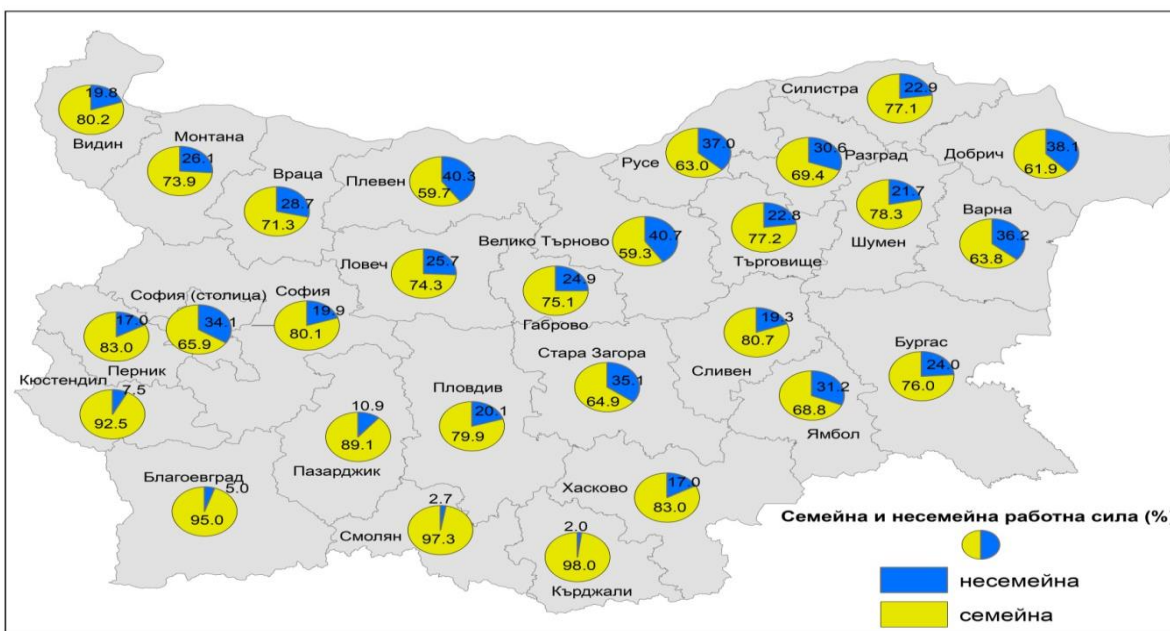 19.8
80.2
Видин
Монтана
26.1
73.9
Враца
28.7
71.3
Плевен
40.3
59.7
Ловеч
25.7
74.3
Велико Търново
40.7
59.3
24.9
75.1
Габрово
Русе
37.0
63.0
30.6
69.4
Разград
Силистра
22.9
77.1
Добрич
38.1
61.9
22.8
77.2
Търговище
21.7
78.3
Шумен
Варна
36.2
63.8
София (столица)
34.1
65.9
София
19.9
80.1
17.0
83.0
Перник
Кюстендил
7.5
92.5
10.9
89.1
Пазарджик
Пловдив
20.1
79.9
Стара Загора
35.1
64.9
19.3
80.7
Сливен
31.2
68.8
Ямбол
Бургас
24.0
76.0
Благоевград
5.0
95.0
2.7
97.3
Смолян
2.0
98.0
Кърджали
Хасково
17.0
83.0
Семейна и несемейна работна сила (%
несемейна
семейна